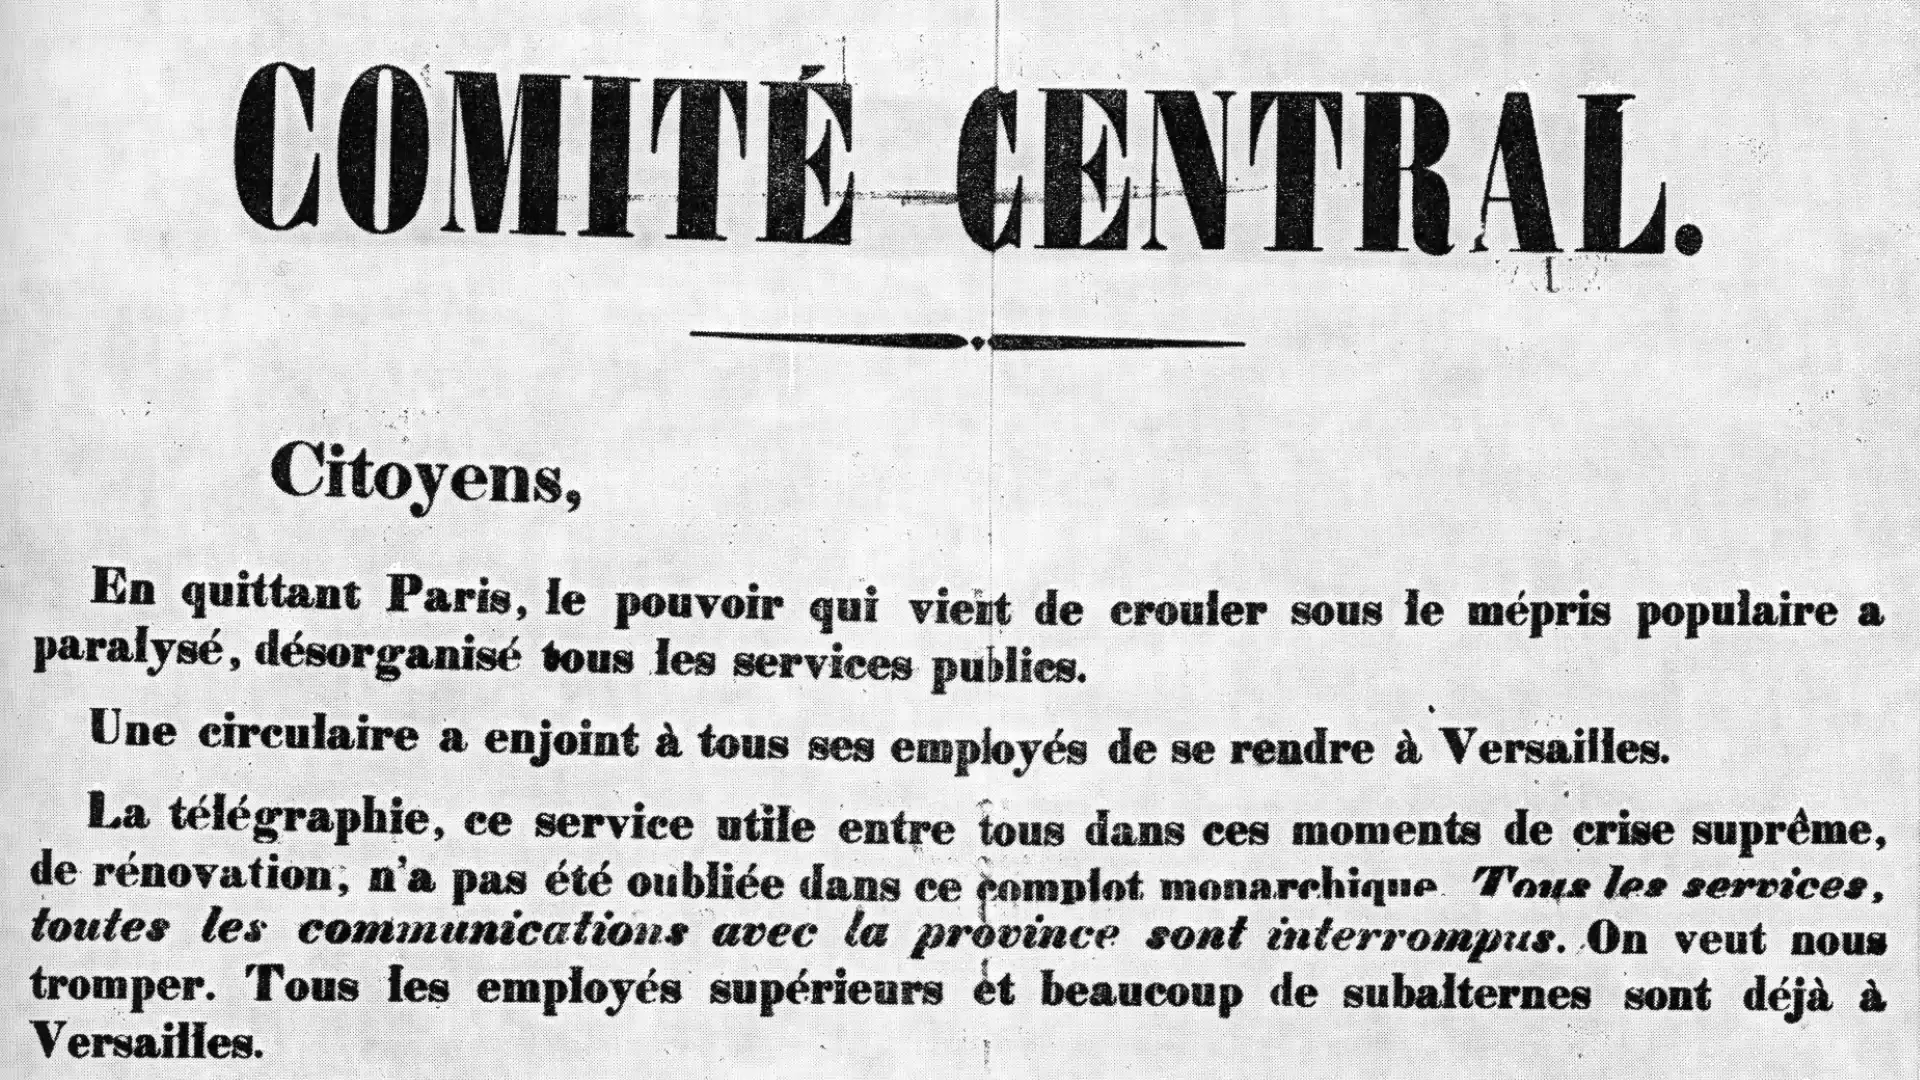 COMITÉ CENTRAL.
Citoyens,
En quittant Paris, le pouvoir qui vient de crouler sous le mépris populaire a
paralysé, désorganisé tous les services publics.
Une circulaire a enjoint à tous ses employés de se rendre à Versailles.
La télégraphie, ce service utile entre tous dans ces moments de crise suprême,
de rénovation, n'a pas été oubliée dans ce complot monarchique. Tous les services,
toutes les communications avec la province sont interrompus. On veut nous
tromper. Tous les employés supérieurs et beaucoup de subalternes sont déjà à
Versailles.